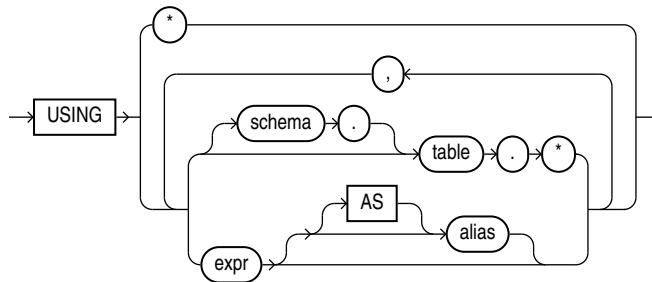 *
,
USING
schema .
table . *
AS
alias
expr